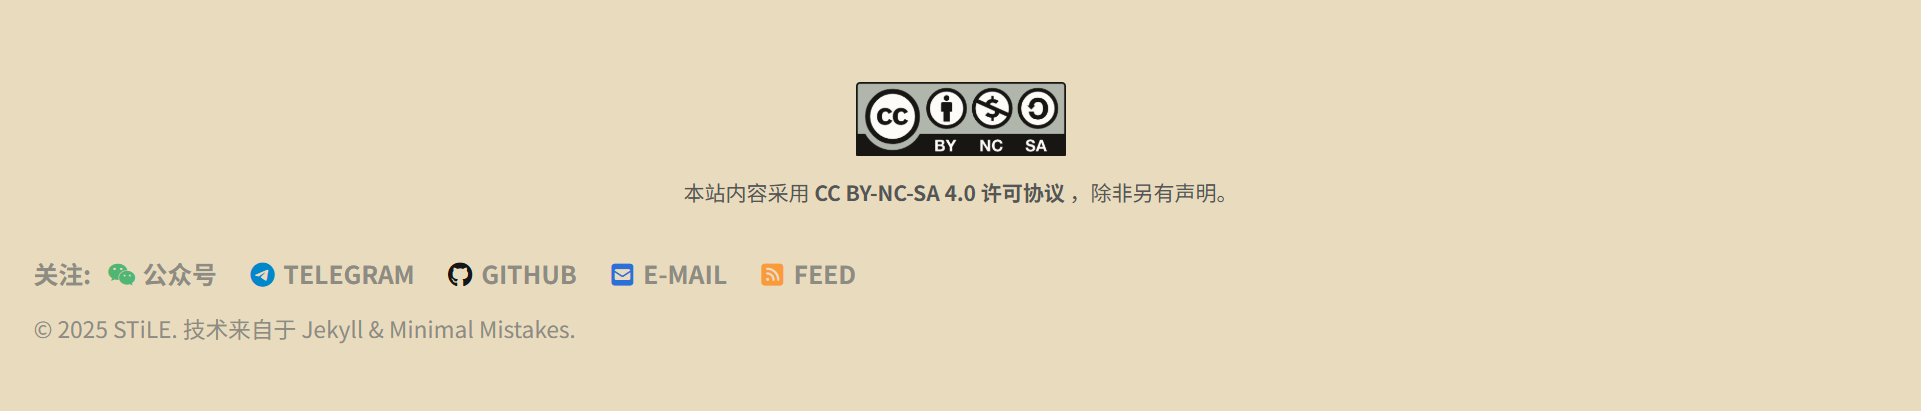 CC
BY NC SA
本站内容采用 CC BY-NC-SA 4.0 许可协议 ，除非另有声明。
关注: 公众号 TELEGRAM GITHUB E-MAIL FEED
© 2025 STiLE. 技术来自于 Jekyll & Minimal Mistakes.